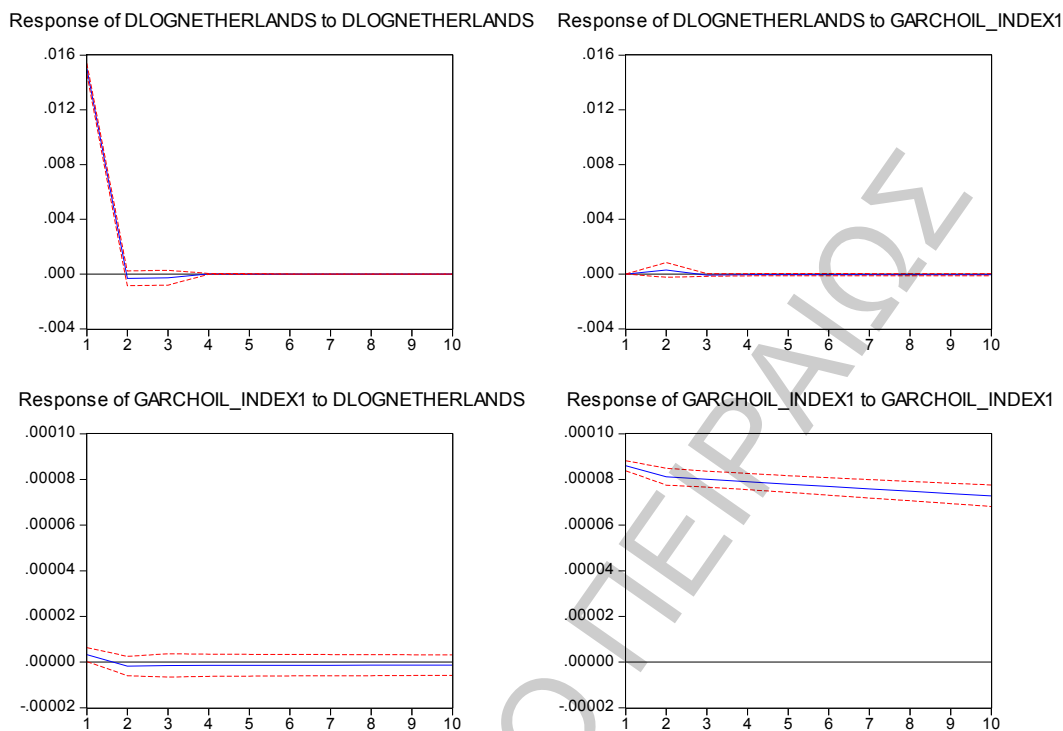 Response of DLOGNETHERLANDS to DLOGNETHERLANDS
.016
.012
.008
.004
.000
-.004
1 2 3 4 5 6 7 8 9 10
Response of DLOGNETHERLANDS to GARCHOIL_INDEX1
.016
.012
.008
.004
.000
-.004
1 2 3 4 5 6 7 8 9 10
Response of GARCHOIL_INDEX1 to DLOGNETHERLANDS
.00010
.00008
.00006
.00004
.00002
.00000
-.00002
1 2 3 4 5 6 7 8 9 10
Response of GARCHOIL_INDEX1 to GARCHOIL_INDEX1
.00010
.00008
.00006
.00004
.00002
.00000
-.00002
1 2 3 4 5 6 7 8 9 10
Ο ΠΕΙΡΑΙΩΣ